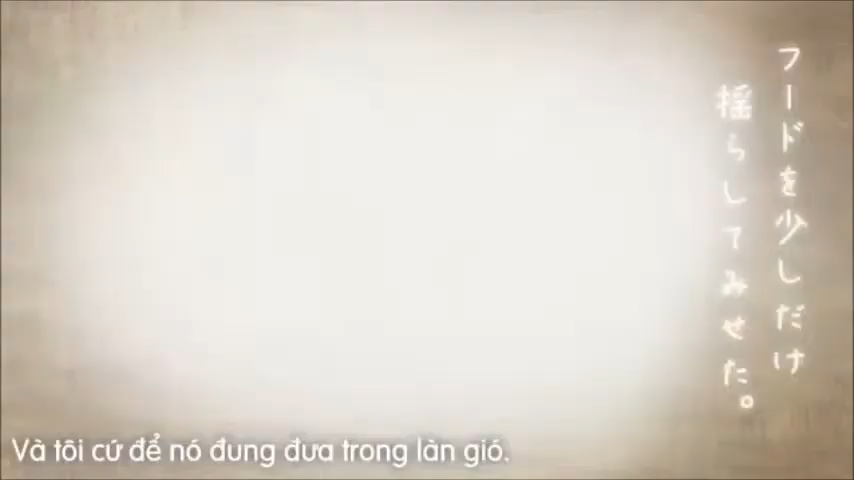 フードを少しだけ
揺らしてみせた。
Và tôi cứ để nó đung đưa trong làn gió.